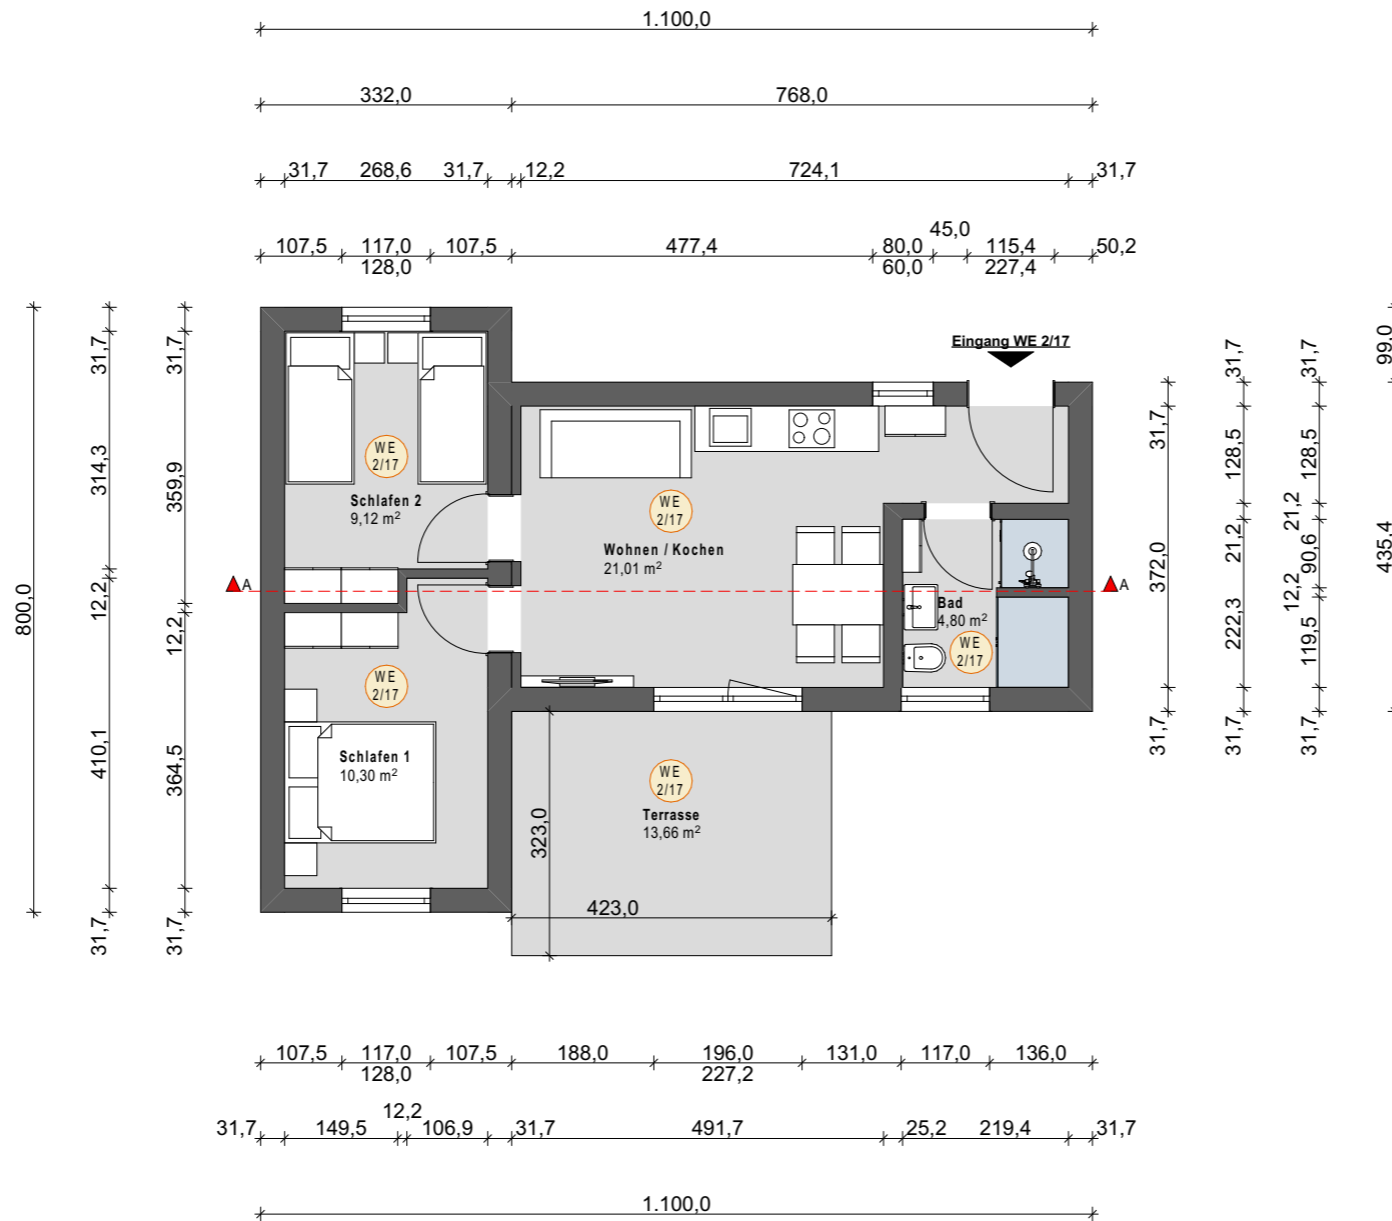 1.100,0
332,0 768,0
31,7 268,6 31,7 12,2 724,1 31,7
45,0
107,5 117,0 107,5 477,4 80,0 115,4 50,2
128,0 60,0 227,4
Eingang WE 2/17
800,0
31,7
314,3
12,2
410,1
31,7
31,7
359,9
12,2
364,5
31,7
WE
2/17
Schlafen 2
9,12 m²
WE
2/17
Wohnen / Kochen
21,01 m²
A
A
Bad
4,80 m²
WE
2/17
WE
2/17
Schlafen 1
10,30 m²
WE
2/17
Terrasse
13,66 m²
323,0
423,0
31,7
372,0
31,7
31,7
128,5
21,2
222,3
31,7
31,7
128,5
21,2
90,6
12,2
119,5
31,7
99,0
435,4
107,5 117,0 107,5 188,0 196,0 131,0 117,0 136,0
128,0 227,2
12,2
31,7 149,5 106,9 31,7 491,7 25,2 219,4 31,7
1.100,0